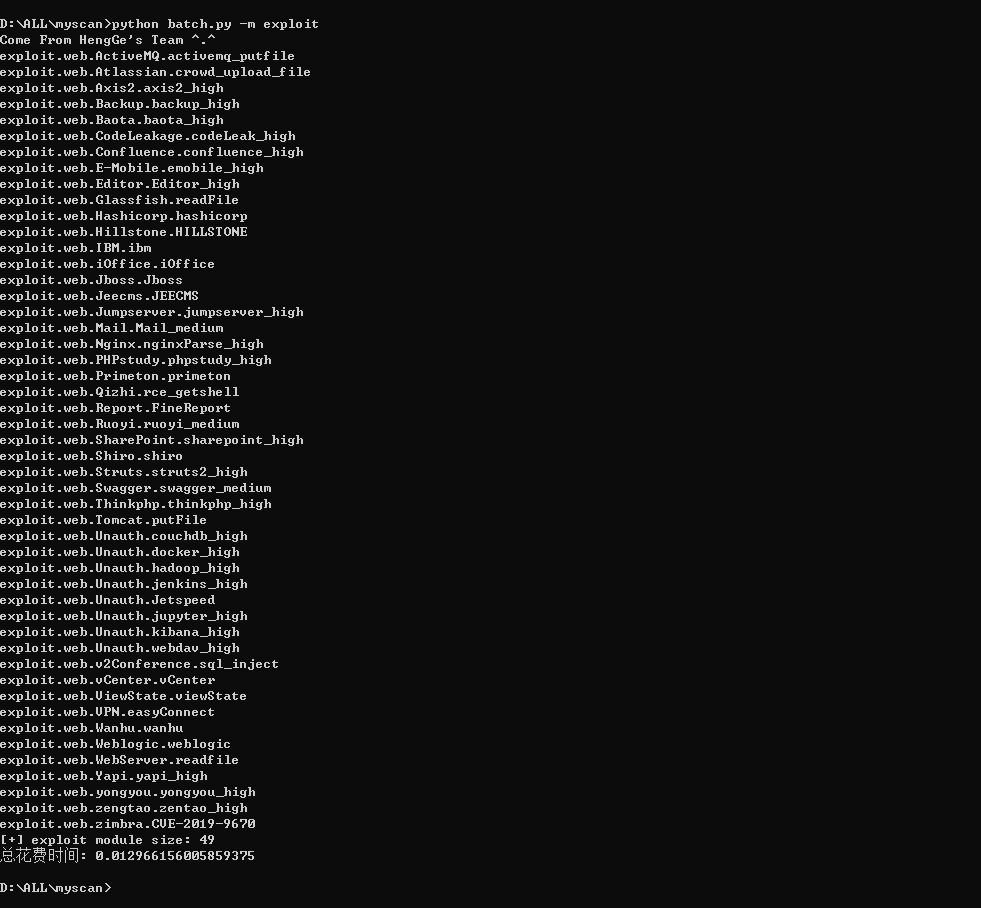 D:\ALL\myscan>python batch.py -m exploit
Come From HengGe's Team ^.^
exploit.web.ActiveMQ.activemq_putfile
exploit.web.Atlassian.crowd_upload_file
exploit.web.Axis2.axis2_high
exploit.web.Backup.backup_high
exploit.web.Baota.baota_high
exploit.web.CodeLeakage.codeLeak_high
exploit.web.Confluence.confluence_high
exploit.web.E-Mobile.emobile_high
exploit.web.Editor.Editor_high
exploit.web.Glassfish.readFile
exploit.web.Hashicorp.hashicorp
exploit.web.Hillstone.HILLSTONE
exploit.web.IBM.ibm
exploit.web.iOffice.iOffice
exploit.web.Jboss.Jboss
exploit.web.Jeecms.JEECMS
exploit.web.Jumpserver.jumpserver_high
exploit.web.Mail.Mail_medium
exploit.web.Nginx.nginxParse_high
exploit.web.PHPstudy.phpstudy_high
exploit.web.Primeton.primeton
exploit.web.Qizhi.rce_getshell
exploit.web.Report.FineReport
exploit.web.Ruoyi.ruoyi_medium
exploit.web.SharePoint.sharepoint_high
exploit.web.Shiro.shiro
exploit.web.Struts.struts2_high
exploit.web.Swagger.swagger_medium
exploit.web.Thinkphp.thinkphp_high
exploit.web.Tomcat.putFile
exploit.web.Unauth.couchdb_high
exploit.web.Unauth.docker_high
exploit.web.Unauth.hadoop_high
exploit.web.Unauth.jenkins_high
exploit.web.Unauth.Jetspeed
exploit.web.Unauth.jupyter_high
exploit.web.Unauth.kibana_high
exploit.web.Unauth.webdav_high
exploit.web.v2Conference.sql_inject
exploit.web.vCenter.vCenter
exploit.web.ViewState.viewState
exploit.web.VPN.easyConnect
exploit.web.Wanhu.wanhu
exploit.web.Weblogic.weblogic
exploit.web.WebServer.readfile
exploit.web.Yapi.yapi_high
exploit.web.yongyou.yongyou_high
exploit.web.zengtao.zentao_high
exploit.web.zimbra.CVE-2019-9670
[+] exploit module size: 49
总花费时间: 0.012966156005859375
D:\ALL\myscan>